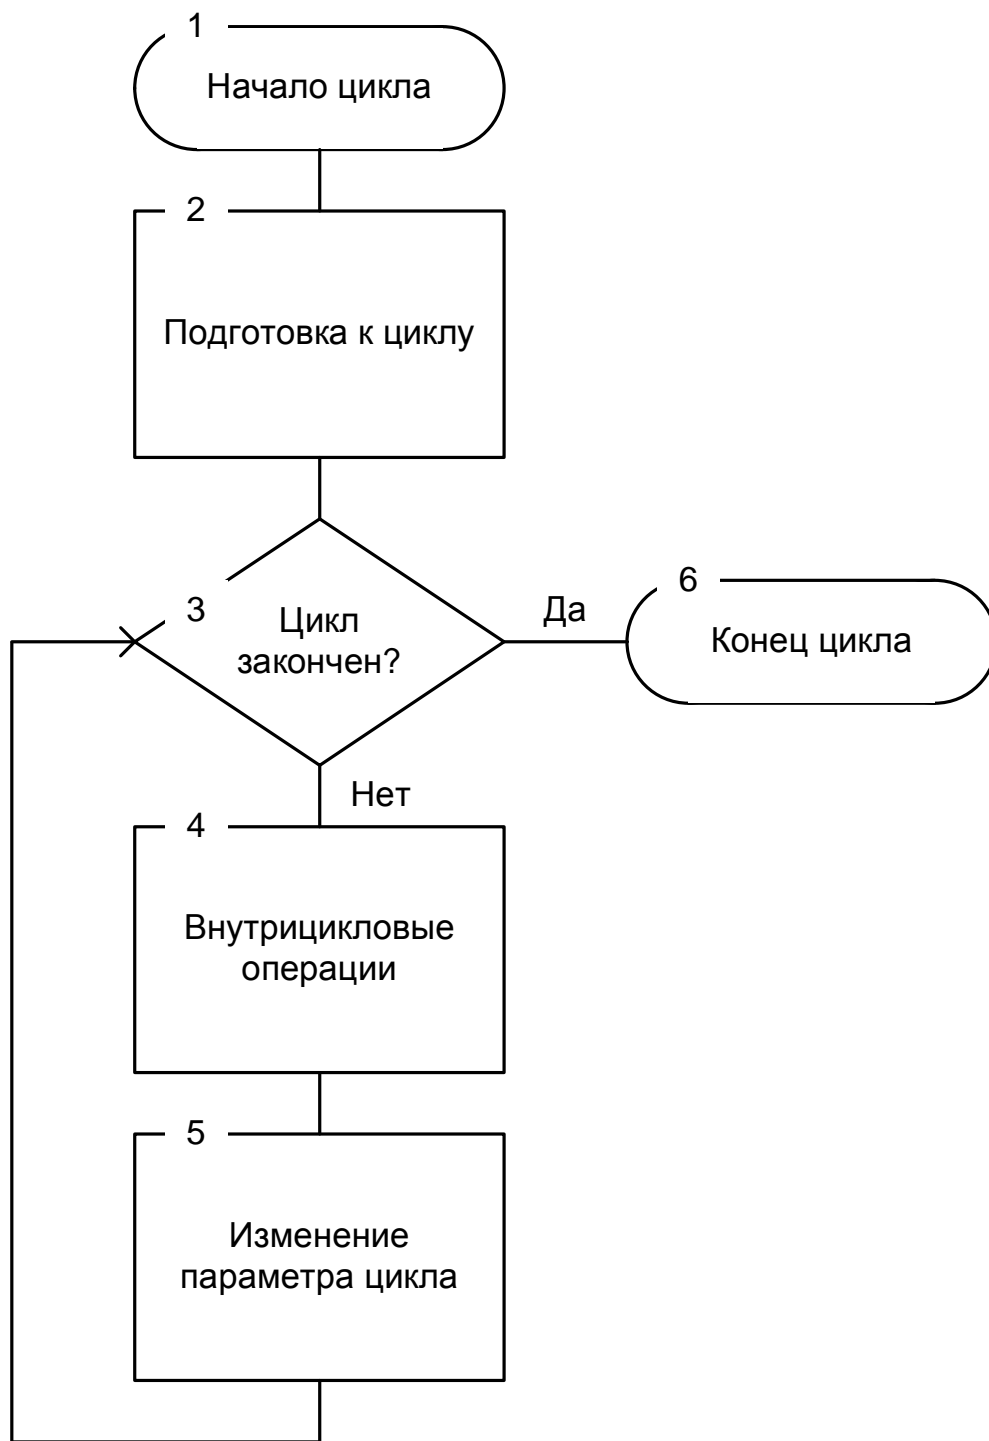 1
Начало цикла
2
Подготовка к циклу
3
Цикл
закончен?
Да
6
Конец цикла
Нет
4
Внутрицикловые
операции
5
Изменение
параметра цикла